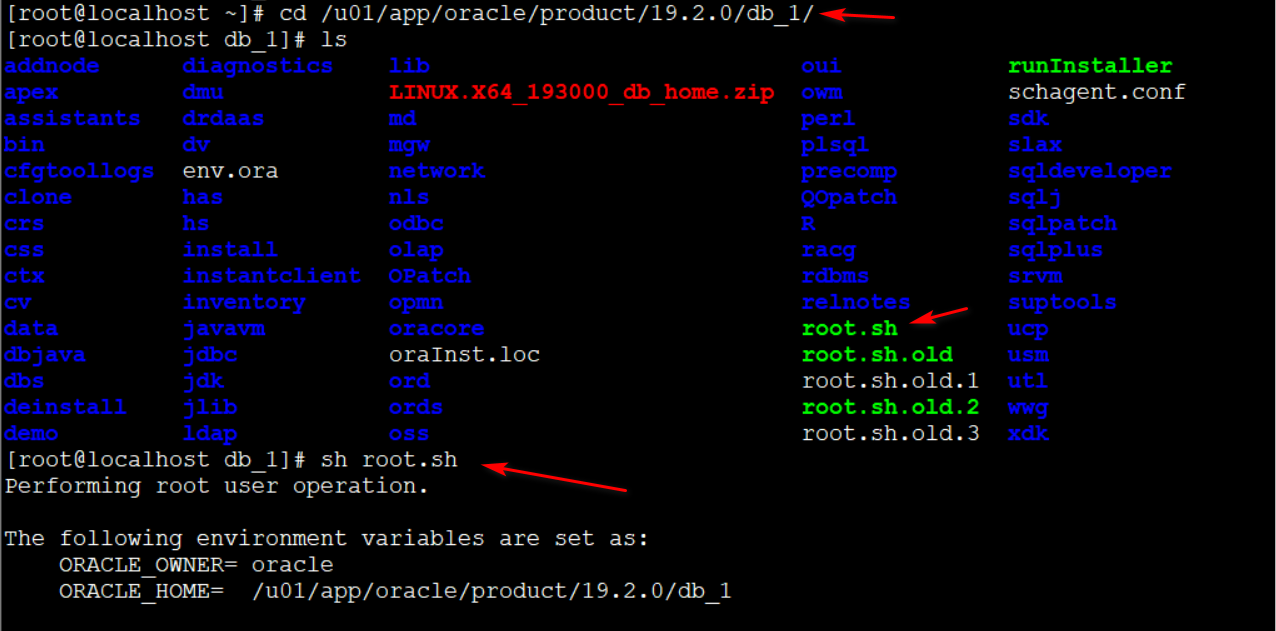 [root@localhost ~]# cd /u01/app/oracle/product/19.2.0/db_1/
[root@localhost db_1]# ls
addnode diagnostics lib oui runInstaller
apex dmu LINUX.X64_193000_db_home.zip owm schagent.conf
assistants drdaas md perl sdk
bin dv mgw plsql slax
cfgtoollogs env.ora network precomp sqldeveloper
clone has nls QOpatch sqlj
crs hs odbc R sqlpatch
css install olap racg sqlplus
ctx instantclient OPatch rdbms srvm
cv inventory opmn relnotes suptools
data javavm oracore root.sh ucp
dbjava jdbc oraInst.loc root.sh.old usm
dbs jdk ord root.sh.old.1 utl
deinstall jlib ords root.sh.old.2 wwg
demo ldap oss root.sh.old.3 xdk
[root@localhost db_1]# sh root.sh
Performing root user operation.
The following environment variables are set as:
ORACLE_OWNER= oracle
ORACLE_HOME=  /u01/app/oracle/product/19.2.0/db_1